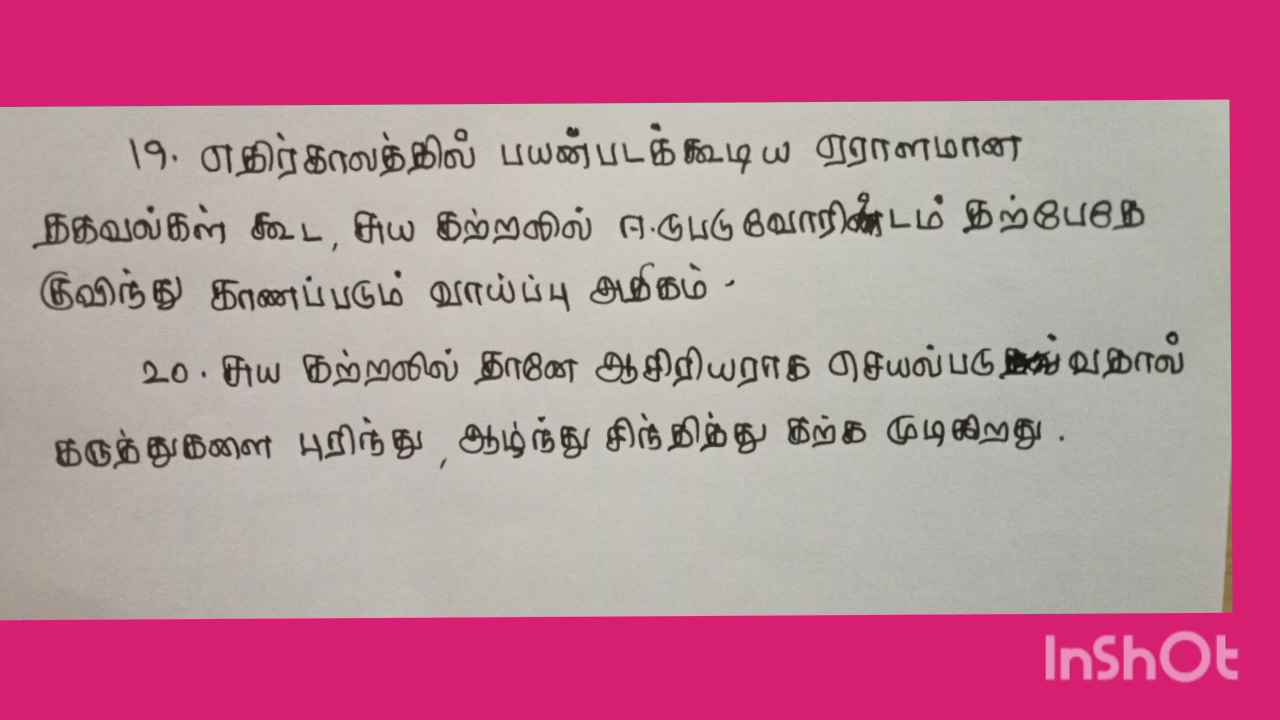 19. எதிர்காலத்தில் பயன்படக்கூடிய ஏராளமான
தகவல்கள் கூட, சுய கற்றலில் ஈடுபடுவோரிடம் தற்போதே
குவிந்து காணப்படும் வாய்ப்பு அதிகம்.
20. சுய கற்றலில் தானே ஆசிரியராக செயல்படுவதால்
கருத்துகளை புரிந்து, ஆழ்ந்து சிந்தித்து கற்க முடிகிறது.
InShOt